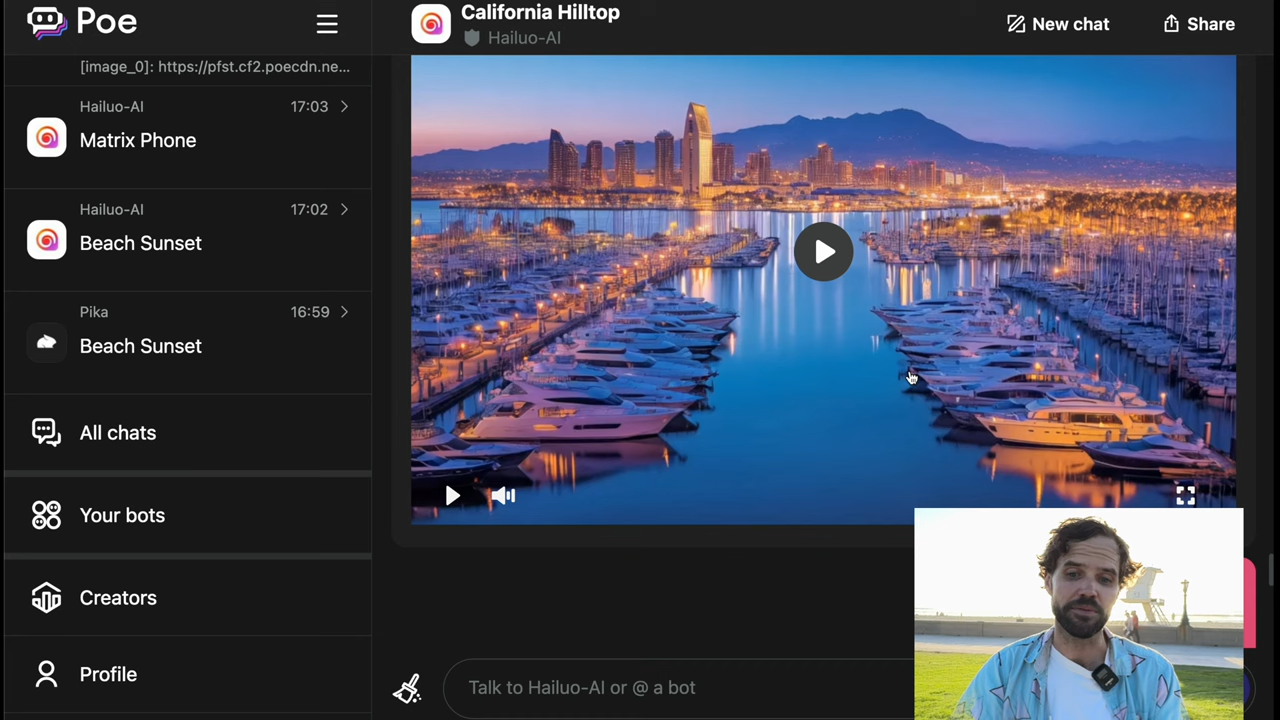 Poe
[image_0]: https://pfst.cf2.poecdn.ne...
Hailuo-AI 17:03
Matrix Phone
Hailuo-AI 17:02
Beach Sunset
Pika 16:59
Beach Sunset
All chats
Your bots
Creators
Profile
California Hilltop
Hailuo-AI
New chat
Share
Talk to Hailuo-AI or @ a bot